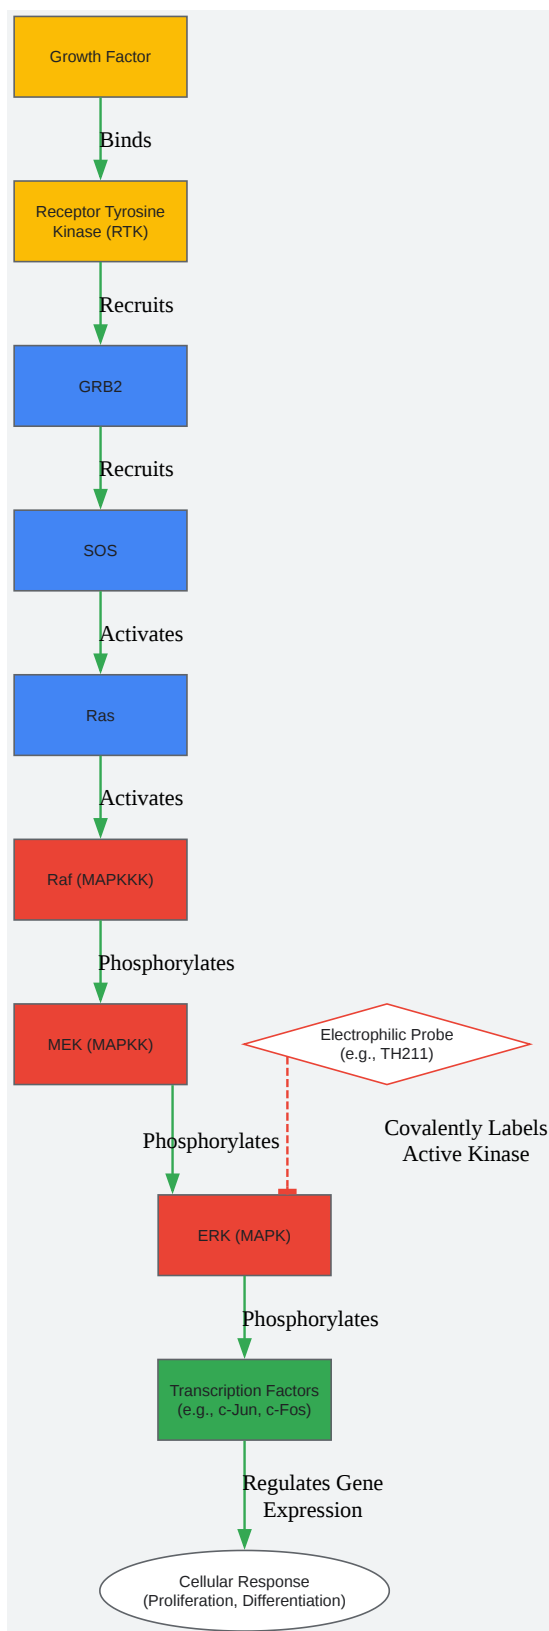 Growth Factor
Binds
Receptor Tyrosine
Kinase (RTK)
Recruits
GRB2
Recruits
SOS
Activates
Ras
Activates
Raf (MAPKKK)
Phosphorylates
MEK (MAPKK)
Electrophilic Probe
(e.g., TH211)
Phosphorylates
Covalently Labels
Active Kinase
ERK (MAPK)
Phosphorylates
Transcription Factors
(e.g., c-Jun, c-Fos)
Regulates Gene
Expression
Cellular Response
(Proliferation, Differentiation)